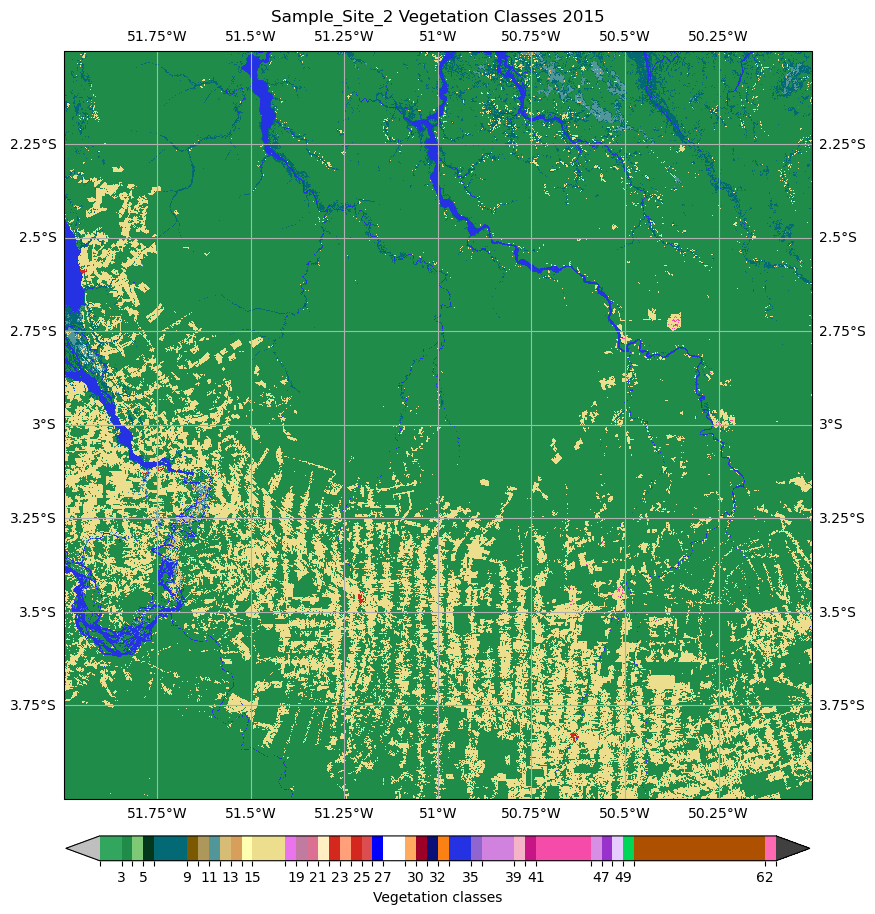 Sample_Site_2 Vegetation Classes 2015
51.75°W 51.5°W 51.25°W 51°W 50.75°W 50.5°W 50.25°W
2.25°S 2.25°S
2.5°S 2.5°S
2.75°S 2.75°S
3°S 3°S
3.25°S 3.25°S
3.5°S 3.5°S
3.75°S 3.75°S
51.75°W 51.5°W 51.25°W 51°W 50.75°W 50.5°W 50.25°W
3 5 9 11 13 15 19 21 23 25 27 30 32 35 39 41 47 49 62
Vegetation classes